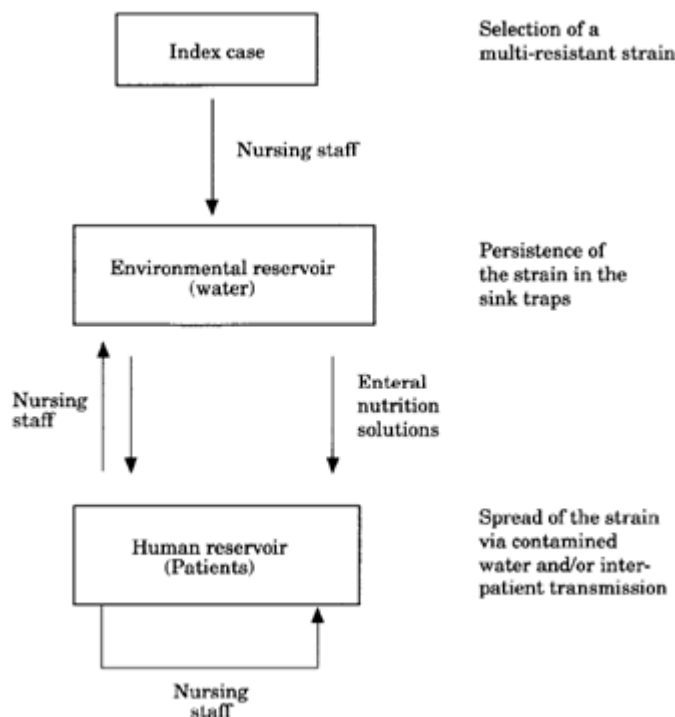 Index case
Selection of a
multi-resistant strain
Nursing staff
Environmental reservoir
(water)
Persistence of
the strain in the
sink traps
Nursing
staff
Enteral
nutrition
solutions
Human reservoir
(Patients)
Spread of the strain
via contamined
water and/or inter-
patient transmission
Nursing
staff